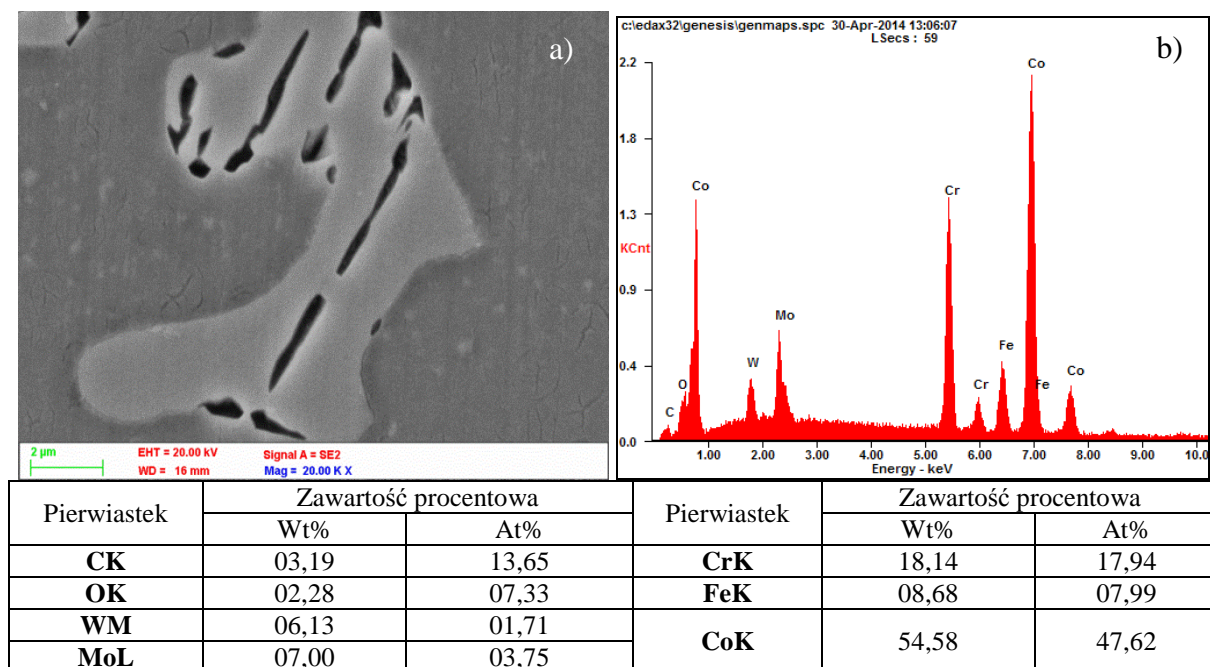 a)
2 µm
EHT = 20.00 kV
Signal A = SE2
WD = 16 mm
Mag = 20.00 K X
c:\edax32\genesis\genmaps.spc 30-Apr-2014 13:06:07
LSecs : 59
b)
2.2
1.8
1.3
KCnt
0.9
0.4
0.0
C
O
Co
W
Mo
Cr
Cr
Fe
Co
Fe
Co
1.00 2.00 3.00 4.00 5.00 6.00 7.00 8.00 9.00 10.0
Energy - keV
Pierwiastek Zawartość procentowa Pierwiastek Zawartość procentowa
Wt% At% Wt% At%
CK 03,19 13,65 CrK 18,14 17,94
OK 02,28 07,33 FeK 08,68 07,99
WM 06,13 01,71 CoK 54,58 47,62
MoL 07,00 03,75